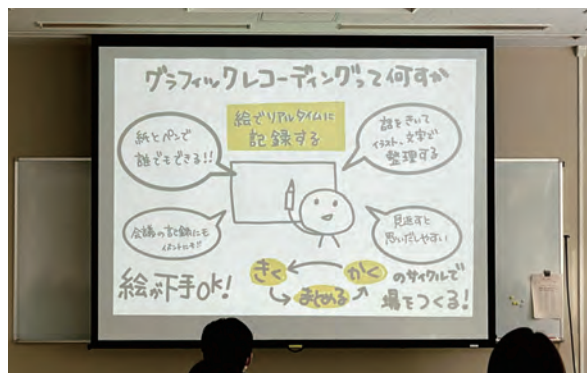 グラフィックレコーディングって何すか
絵でリアルタイムに
記録する
紙とペンで
誰でもできる!!
話をきいて
イラスト、文字で
整理する
会議の記録にも
イベントにも!!
見返すと
思いだしやすい
絵が下手OK!
きく
かく
まとめる
のサイクルで
場をつくる!